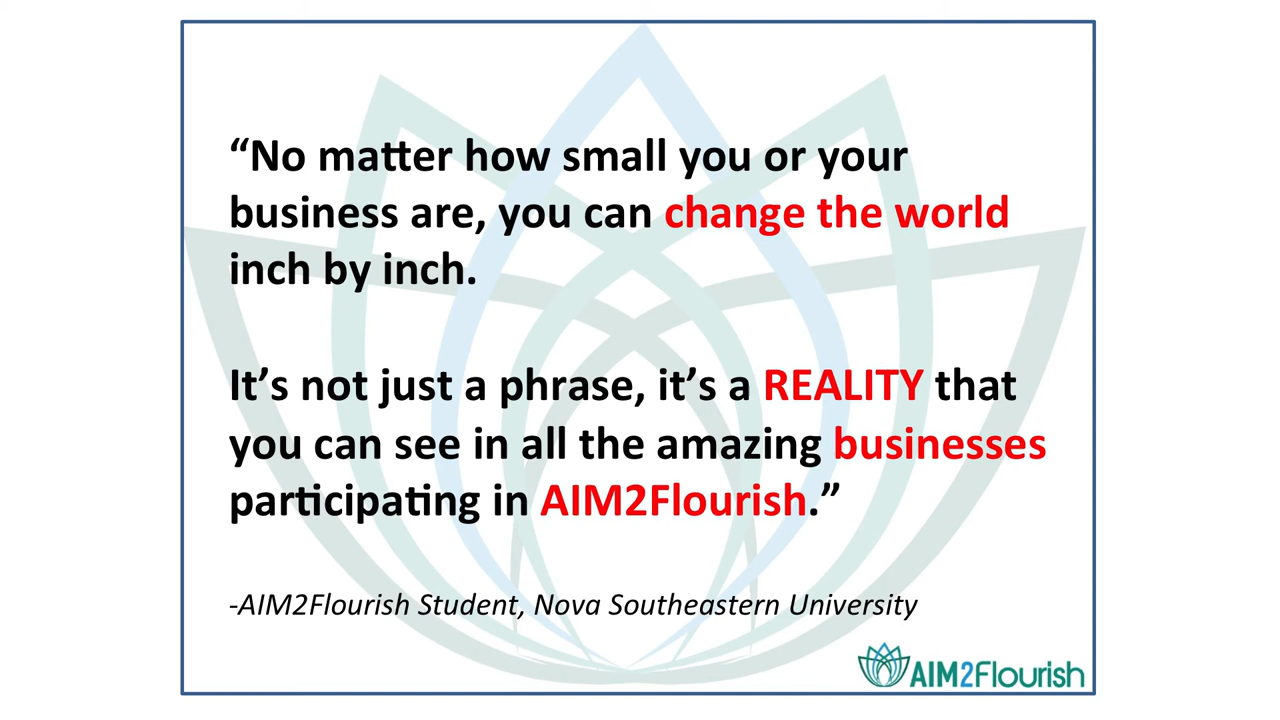 “No matter how small you or your
business are, you can change the world
inch by inch.
It’s not just a phrase, it’s a REALITY that
you can see in all the amazing businesses
participating in AIM2Flourish.”
-AIM2Flourish Student, Nova Southeastern University
AIM2Flourish